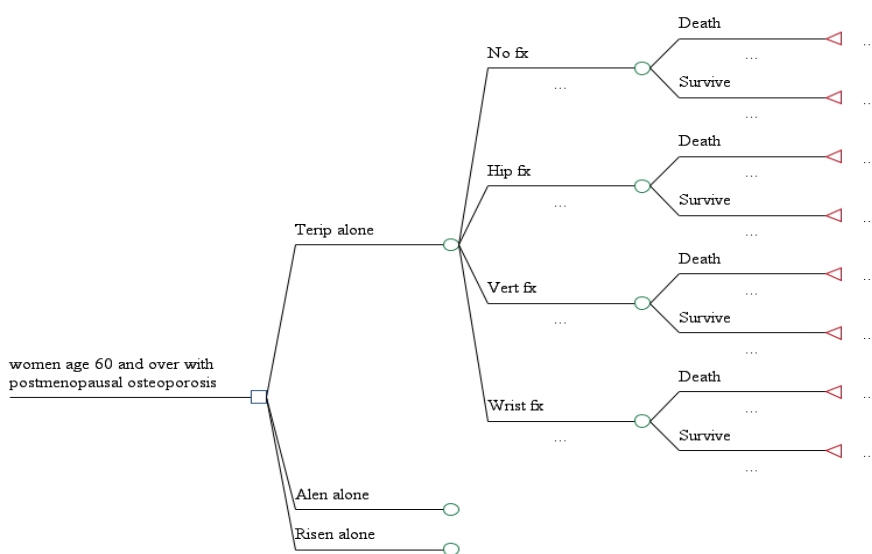 Death
..
No fx
...
...
Survive
..
...
Death
..
Hip fx
...
...
Survive
..
...
Terip alone
Death
..
Vert fx
...
...
Survive
..
...
women age 60 and over with
postmenopausal osteoporosis
Death
..
Wrist fx
...
...
Survive
..
...
Alen alone
Risen alone